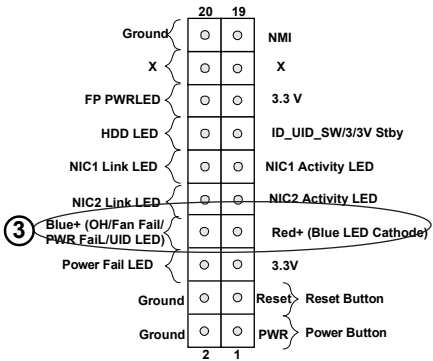 20 19
Ground NMI
X X
FP PWRLED 3.3 V
HDD LED ID_UID_SW/3/3V Stby
NIC1 Link LED NIC1 Activity LED
NIC2 Link LED NIC2 Activity LED
3 Blue+ (OH/Fan Fail/
PWR FaiL/UID LED) Red+ (Blue LED Cathode)
Power Fail LED 3.3V
Ground Reset Reset Button
Ground PWR Power Button
2 1